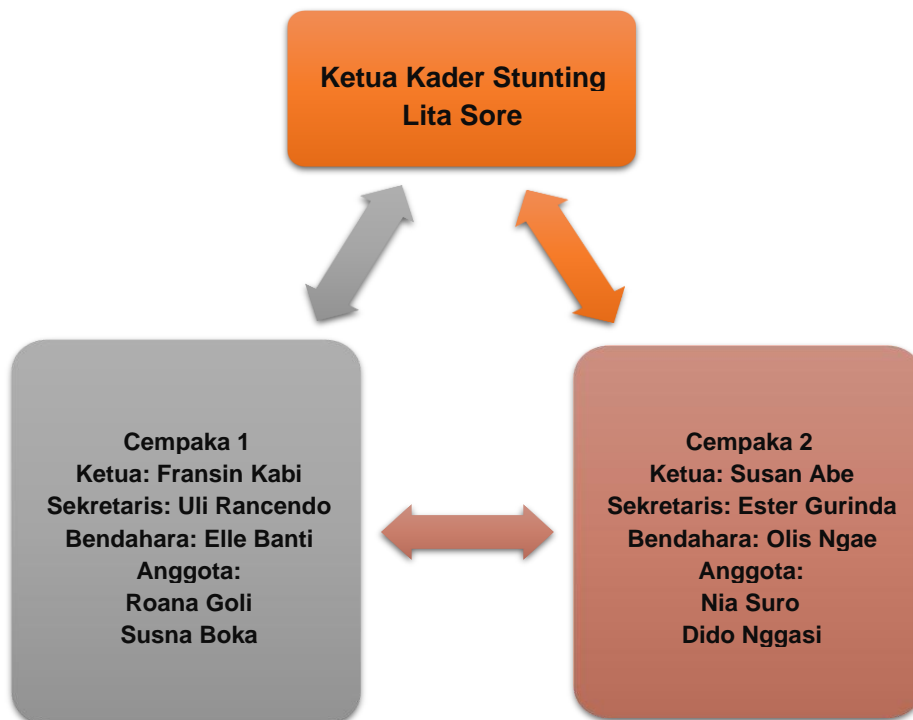 Ketua Kader Stunting
Lita Sore
Cempaka 1
Ketua: Fransin Kabi
Sekretaris: Uli Rancendo
Bendahara: Elle Banti
Anggota:
Roana Goli
Susna Boka
Cempaka 2
Ketua: Susan Abe
Sekretaris: Ester Gurinda
Bendahara: Olis Ngae
Anggota:
Nia Suro
Dido Nggasi